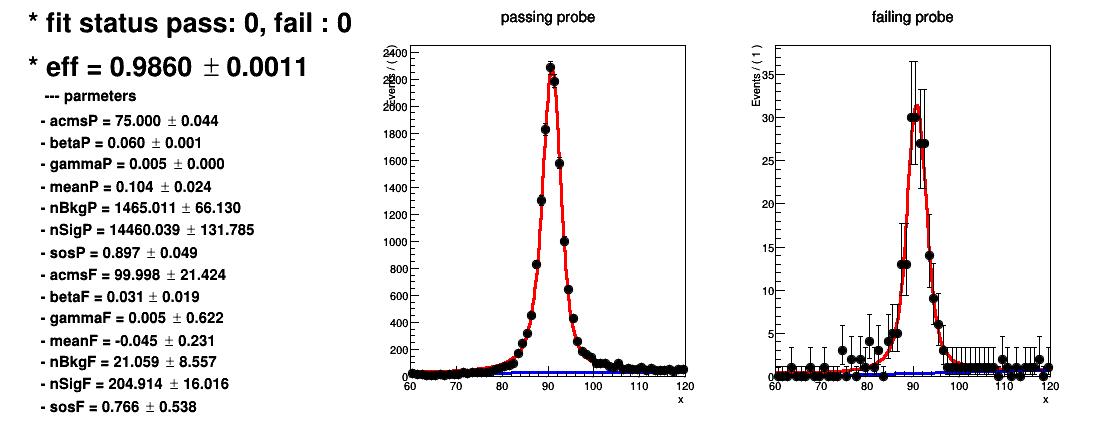 * fit status pass: 0, fail : 0
* eff = 0.9860 ± 0.0011
--- parmeters
- acmsP = 75.000 ± 0.044
- betaP = 0.060 ± 0.001
- gammaP = 0.005 ± 0.000
- meanP = 0.104 ± 0.024
- nBkgP = 1465.011 ± 66.130
- nSigP = 14460.039 ± 131.785
- sosP = 0.897 ± 0.049
- acmsF = 99.998 ± 21.424
- betaF = 0.031 ± 0.019
- gammaF = 0.005 ± 0.622
- meanF = -0.045 ± 0.231
- nBkgF = 21.059 ± 8.557
- nSigF = 204.914 ± 16.016
- sosF = 0.766 ± 0.538
passing probe
Events / ( 1 )
2400
2200
2000
1800
1600
1400
1200
1000
800
600
400
200
0
60 70 80 90 100 110 120
x
failing probe
Events / ( 1 )
35
30
25
20
15
10
5
0
60 70 80 90 100 110 120
x